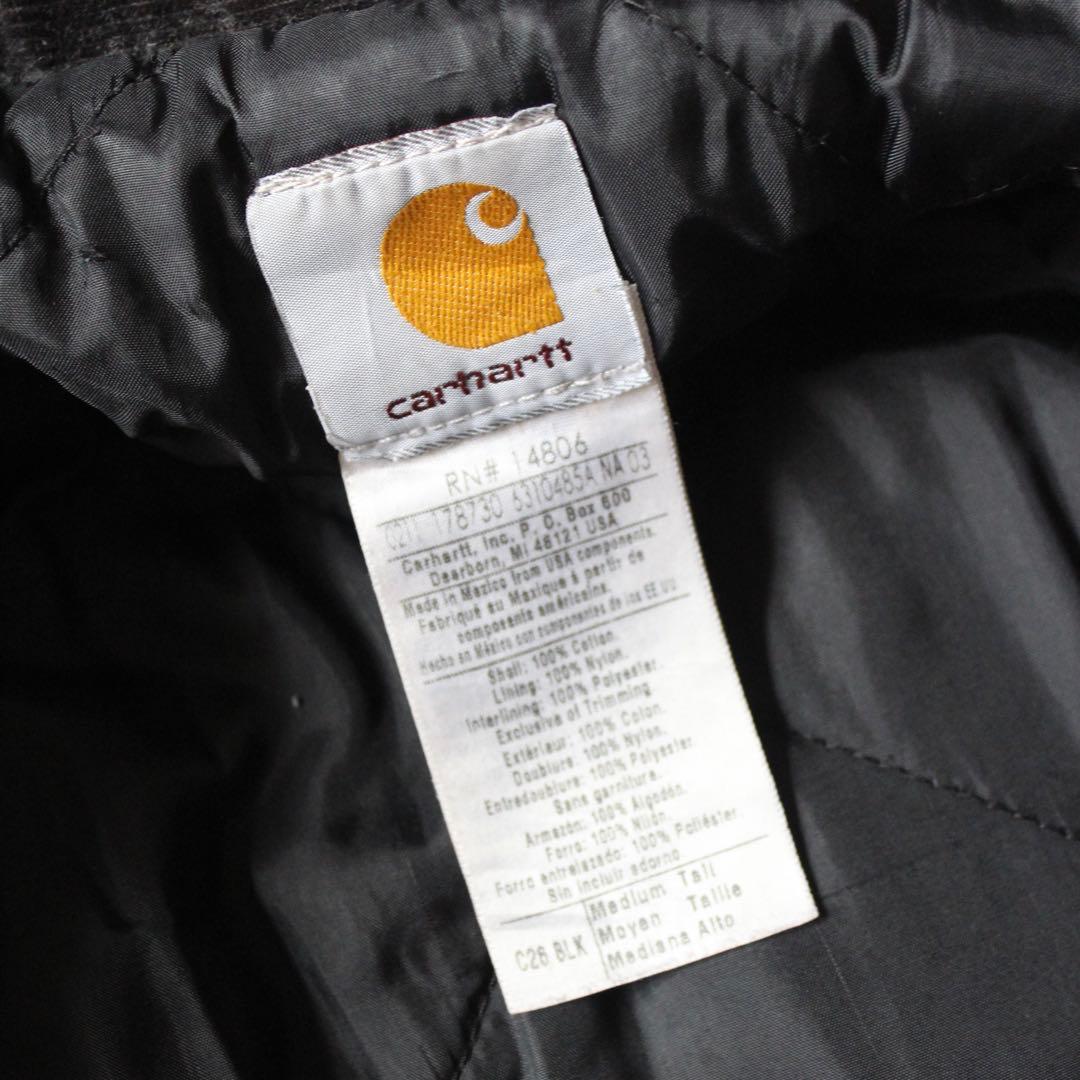 carhartt
RN# 14806
0211 178730 6310485A NA 03
Carhartt, Inc. P. O. Box 600
Dearborn, MI 48121 USA
Made in Mexico from USA components.
Fabriqué au Mexique à partir de
composants américains.
Hecho en México con componentes de los EE.UU
Shell: 100% Cotton.
Lining: 100% Nylon.
Interlining: 100% Polyester.
Exclusive of Trimming
Extérieur: 100% Coton.
Doublure: 100% Nylon.
Entredoublure: 100% Polyester
Sans garniture.
Armazón: 100% Algodón.
Forro: 100% Nilón.
Forro entrelazado: 100% Poliéster.
Sin incluir adorno
Medium Tall
Moyen Taille
C26 BLK Mediana Alto